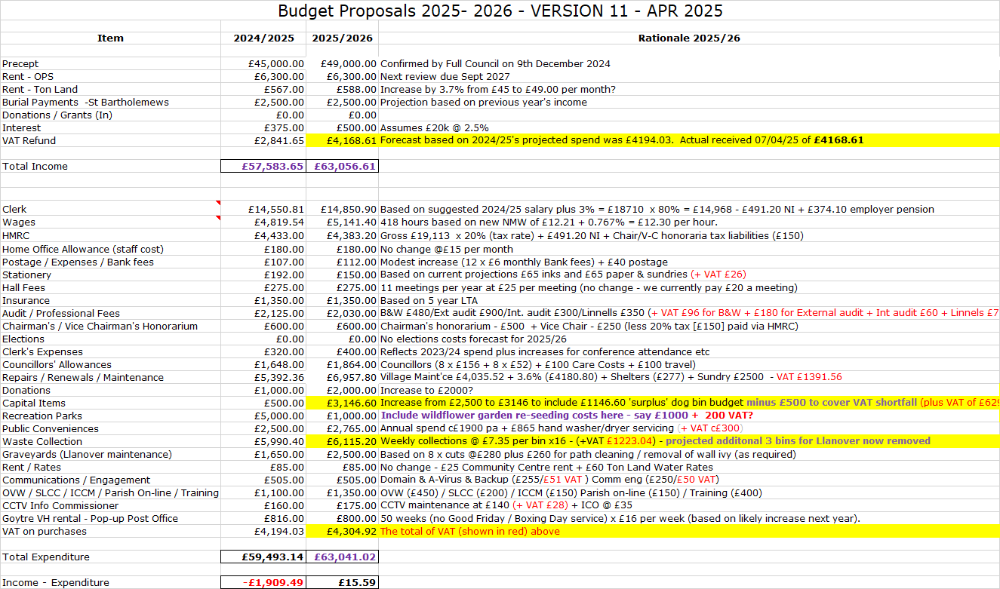 Budget Proposals 2025- 2026 - VERSION 11 - APR 2025
Item 2024/2025 2025/2026 Rationale 2025/26
Precept £45,000.00 £49,000.00 Confirmed by Full Council on 9th December 2024
Rent - OPS £6,300.00 £6,300.00 Next review due Sept 2027
Rent - Ton Land £567.00 £588.00 Increase by 3.7% from £45 to £49.00 per month?
Burial Payments -St Bartholemews £2,500.00 £2,500.00 Projection based on previous year's income
Donations / Grants (In) £0.00 £0.00
Interest £375.00 £500.00 Assumes £20k @ 2.5%
VAT Refund £2,841.65 £4,168.61 Forecast based on 2024/25's projected spend was £4194.03. Actual received 07/04/25 of £4168.61
Total Income £57,583.65 £63,056.61
Clerk £14,550.81 £14,850.90 Based on suggested 2024/25 salary plus 3% = £18710 x 80% = £14,968 - £491.20 NI + £374.10 employer pension
Wages £4,819.54 £5,141.40 418 hours based on new NMW of £12.21 + 0.767% = £12.30 per hour.
HMRC £4,433.00 £4,383.20 Gross £19,113 x 20% (tax rate) + £491.20 NI + Chair/V-C honoraria tax liabilities (£150)
Home Office Allowance (staff cost) £180.00 £180.00 No change @£15 per month
Postage / Expenses / Bank fees £107.00 £112.00 Modest increase (12 x £6 monthly Bank fees) + £40 postage
Stationery £192.00 £150.00 Based on current projections £65 inks and £65 paper & sundries (+ VAT £26)
Hall Fees £275.00 £275.00 11 meetings per year at £25 per meeting (no change - we currently pay £20 a meeting)
Insurance £1,350.00 £1,350.00 Based on 5 year LTA
Audit / Professional Fees £2,125.00 £2,030.00 B&W £480/Ext audit £900/Int. audit £300/Linnells £350 (+ VAT £96 for B&W + £180 for External audit + Int audit £60 + Linnels £7
Chairman's / Vice Chairman's Honorarium £600.00 £600.00 Chairman's honorarium - £500 + Vice Chair - £250 (less 20% tax [£150] paid via HMRC)
Elections £0.00 £0.00 No elections costs forecast for 2025/26
Clerk's Expenses £320.00 £400.00 Reflects 2023/24 spend plus increases for conference attendance etc
Councillors' Allowances £1,648.00 £1,864.00 Councillors (8 x £156 + 8 x £52) + £100 Care Costs + £100 travel)
Repairs / Renewals / Maintenance £5,392.36 £6,957.80 Village Maint'ce £4,035.52 + 3.6% (£4180.80) + Shelters (£277) + Sundry £2500 - VAT £1391.56
Donations £1,000.00 £2,000.00 Increase to £2000?
Capital Items £500.00 £3,146.60 Increase from £2,500 to £3146 to include £1146.60 'surplus' dog bin budget minus £500 to cover VAT shortfall (plus VAT of £629
Recreation Parks £5,000.00 £1,000.00 Include wildflower garden re-seeding costs here - say £1000 + 200 VAT?
Public Conveniences £2,500.00 £2,765.00 Annual spend c£1900 pa + £865 hand washer/dryer servicing (+ VAT c£300)
Waste Collection £5,990.40 £6,115.20 Weekly collections @ £7.35 per bin x16 - (+VAT £1223.04) - projected additonal 3 bins for Llanover now removed
Graveyards (Llanover maintenance) £1,650.00 £2,500.00 Based on 8 x cuts @£280 plus £260 for path cleaning / removal of wall ivy (as required)
Rent / Rates £85.00 £85.00 No change - £25 Community Centre rent + £60 Ton Land Water Rates
Communications / Engagement £505.00 £505.00 Domain & A-Virus & Backup (£255/£51 VAT ) Comm eng (£250/£50 VAT)
OVW / SLCC / ICCM / Parish On-line / Training £1,100.00 £1,350.00 OVW (£450) / SLCC (£200) / ICCM (£150) Parish on-line (£150) / Training (£400)
CCTV Info Commissioner £160.00 £175.00 CCTV maintenance at £140 (+ VAT £28) + ICO @ £35
Goytre VH rental - Pop-up Post Office £816.00 £800.00 50 weeks (no Good Friday / Boxing Day service) x £16 per week (based on likely increase next year).
VAT on purchases £4,194.03 £4,304.92 The total of VAT (shown in red) above
Total Expenditure £59,493.14 £63,041.02
Income - Expenditure -£1,909.49 £15.59